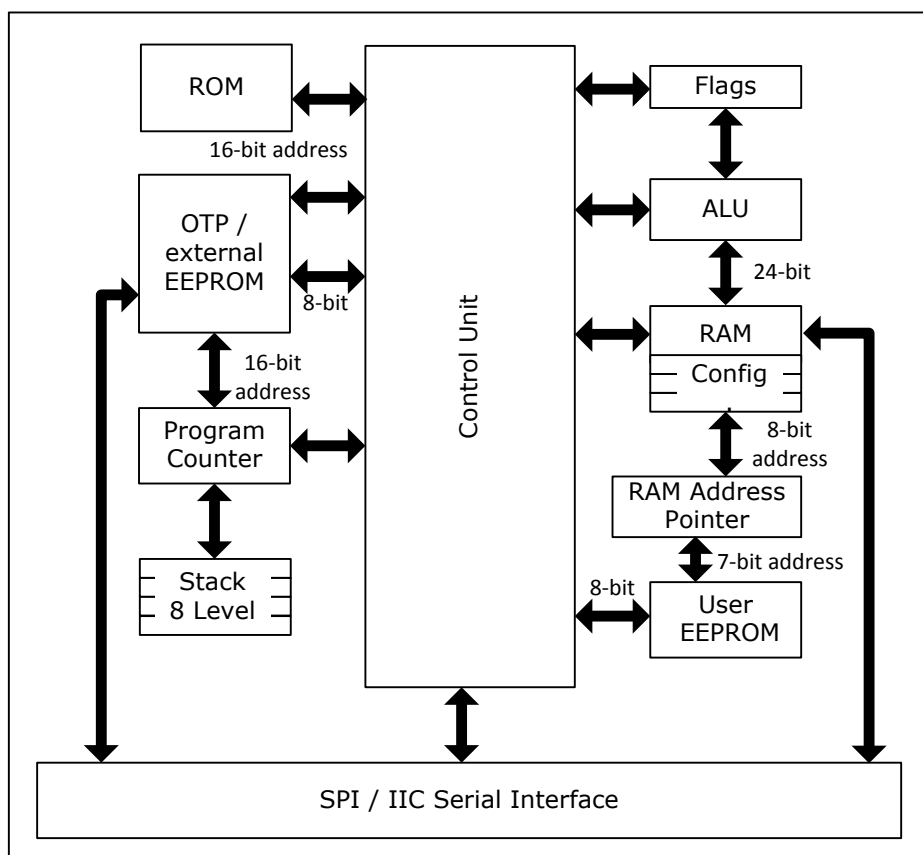 ROM
16-bit address
OTP /
external
EEPROM
8-bit
16-bit
address
Program
Counter
Stack
8 Level
Control Unit
Flags
ALU
24-bit
RAM
Config
8-bit
address
RAM Address
Pointer
7-bit address
8-bit
User
EEPROM
SPI / IIC Serial Interface